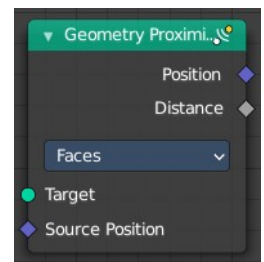 Geometry Proximi..
Position
Distance
Faces
Target
Source Position